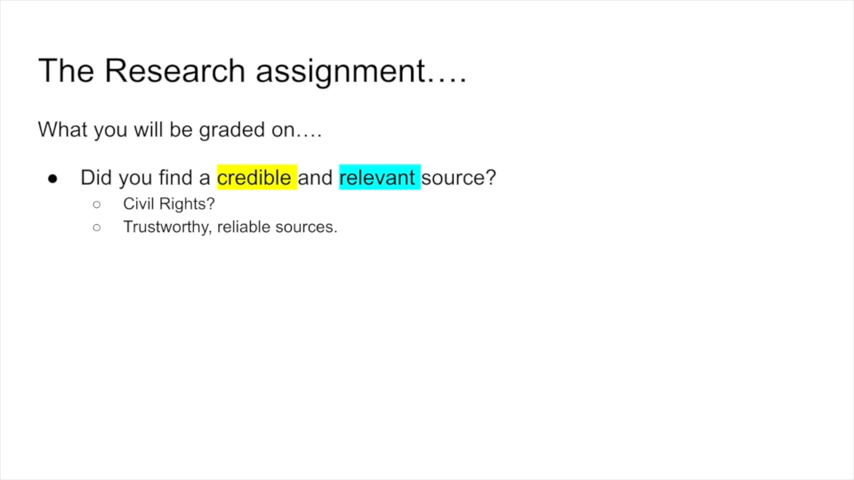 The Research assignment….
What you will be graded on….
● Did you find a credible and relevant source?
○ Civil Rights?
○ Trustworthy, reliable sources.